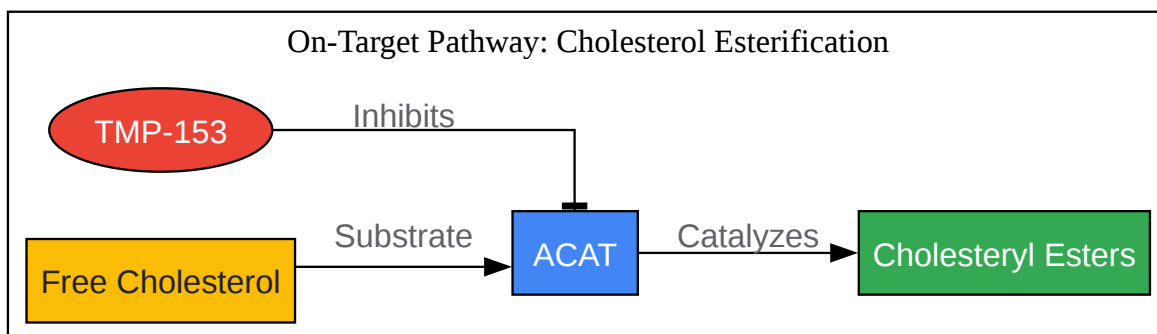 On-Target Pathway: Cholesterol Esterification
TMP-153
Inhibits
Free Cholesterol
Substrate
ACAT
Catalyzes
Cholesteryl Esters